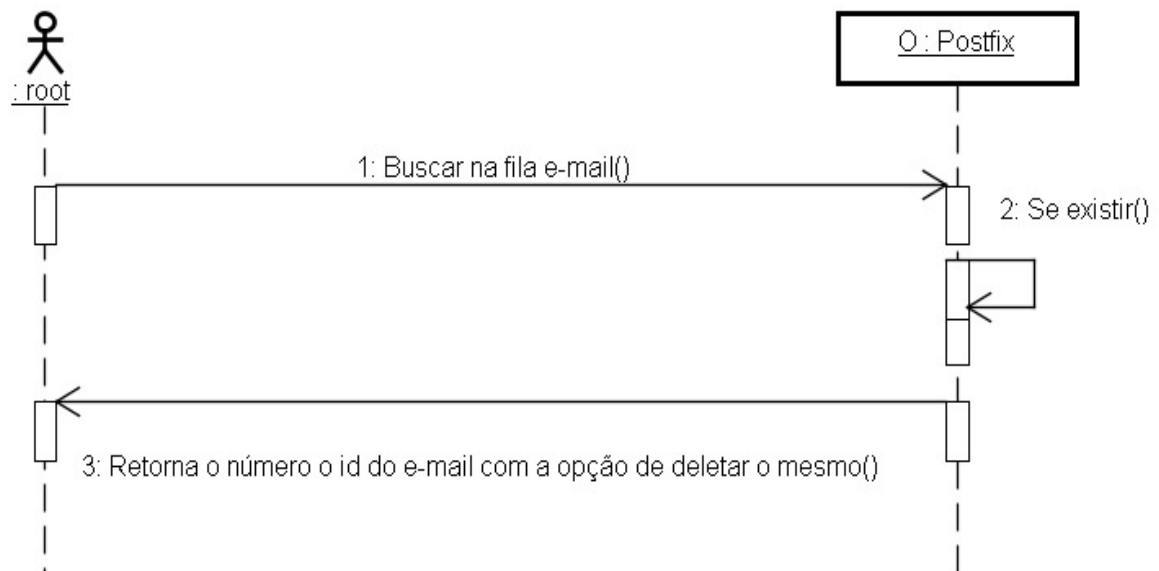 : root
O : Postfix
1: Buscar na fila e-mail()
2: Se existir()
3: Retorna o número o id do e-mail com a opção de deletar o mesmo()